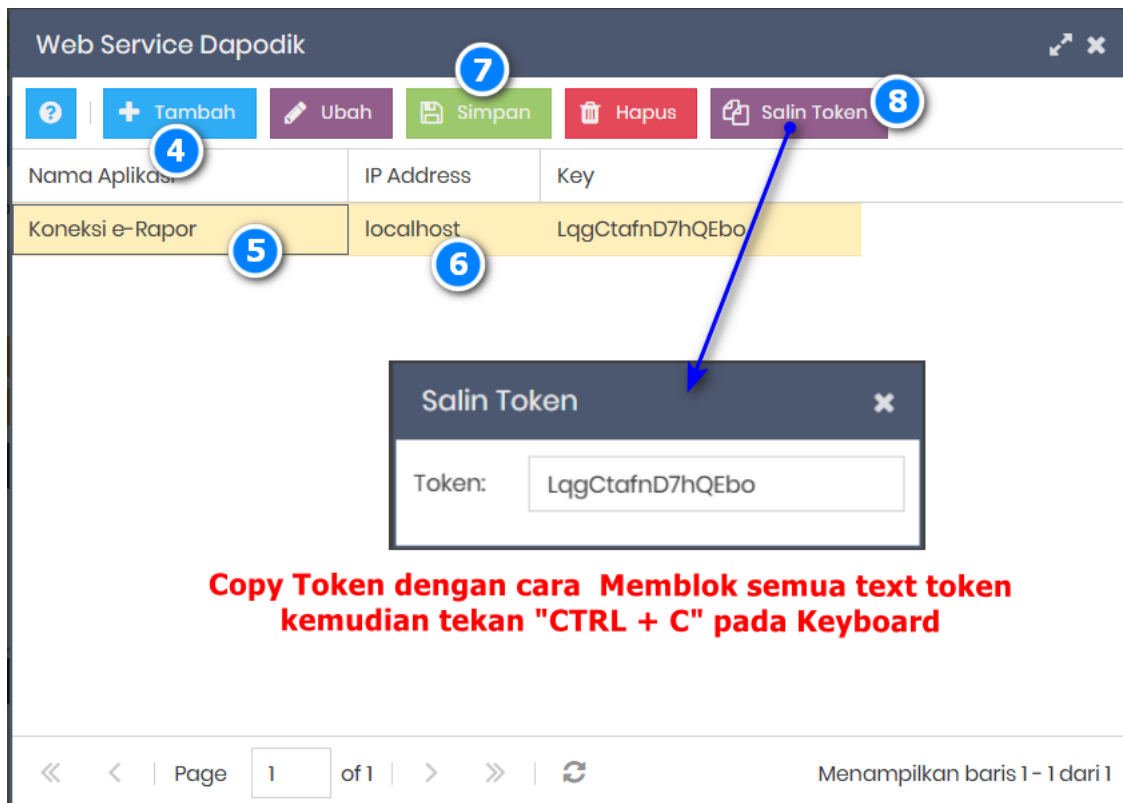 Web Service Dapodik
7
Tambah Ubah Simpan Hapus Salin Token 8
4
Nama Aplikasi IP Address Key
Koneksi e-Rapor localhost LqgCtafnD7hQEbo
5 6
Salin Token
Token: LqgCtafnD7hQEbo
Copy Token dengan cara Memblok semua text token
kemudian tekan "CTRL + C" pada Keyboard
Page 1 of 1 Menampilkan baris 1 - 1 dari 1